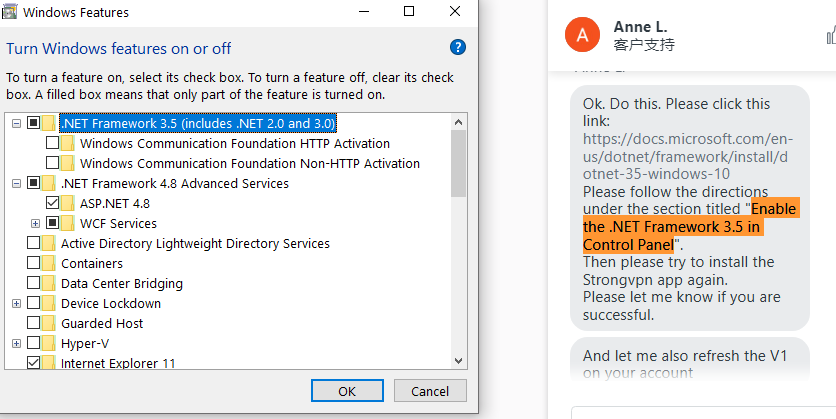 Windows Features
Turn Windows features on or off
To turn a feature on, select its check box. To turn a feature off, clear its check
box. A filled box means that only part of the feature is turned on.
.NET Framework 3.5 (includes .NET 2.0 and 3.0)
Windows Communication Foundation HTTP Activation
Windows Communication Foundation Non-HTTP Activation
.NET Framework 4.8 Advanced Services
ASP.NET 4.8
WCF Services
Active Directory Lightweight Directory Services
Containers
Data Center Bridging
Device Lockdown
Guarded Host
Hyper-V
Internet Explorer 11
OK
Cancel
A
Anne L.
客户支持
Anne L.
Ok. Do this. Please click this
link:
https://docs.microsoft.com/en-
us/dotnet/framework/install/d
otnet-35-windows-10
Please follow the directions
under the section titled "Enable
the .NET Framework 3.5 in
Control Panel".
Then please try to install the
Strongvpn app again.
Please let me know if you are
successful.
And let me also refresh the V1
on your account